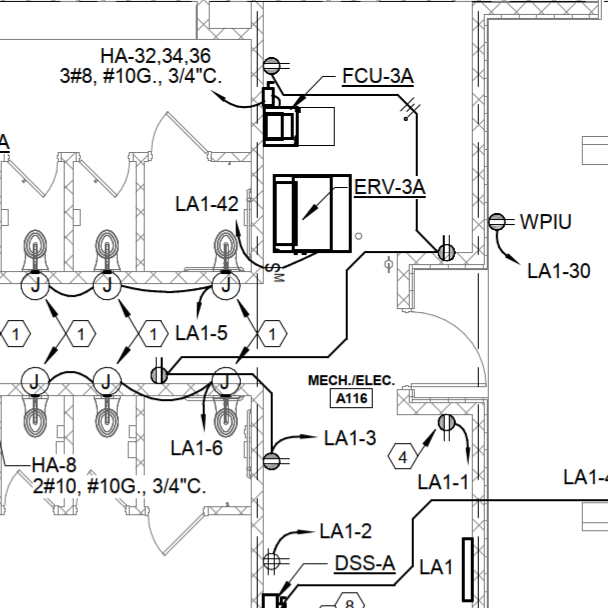 HA-32,34,36
3#8, #10G., 3/4"C.
FCU-3A
A
ERV-3A
LA1-42
WPIU
LA1-30
SM
J
J
J
1
1
1
LA1-5
1
J
J
J
MECH./ELEC.
A116
LA1-3
LA1-6
4
HA-8
2#10, #10G., 3/4"C.
LA1-1
LA1-4
LA1-2
DSS-A
LA1
8